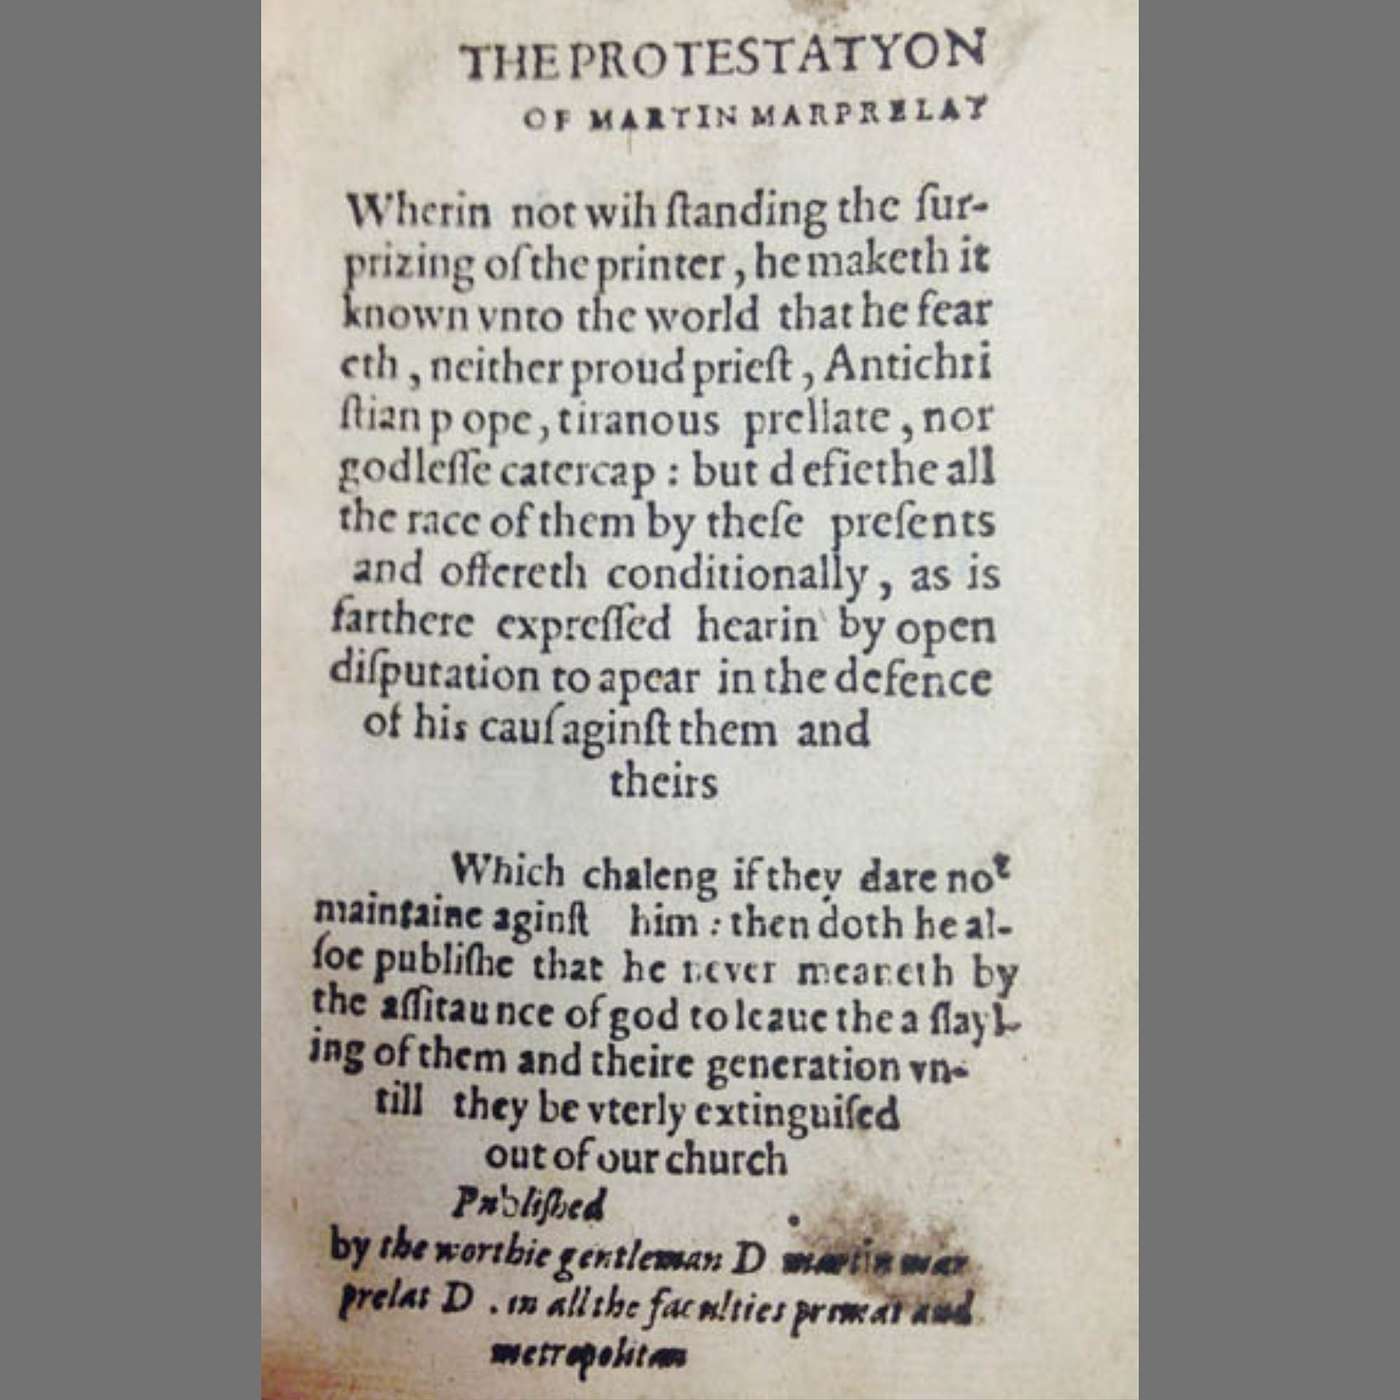 THE PROTESTATYON
OF MARTIN MARPRELAT
Wherin not wih ſtanding the ſur-
prizing of the printer, he maketh it
known vnto the world that he fear
eth, neither proud prieſt, Antichri
ſtian p ope, tiranous prellate, nor
godleſſe catercap: but d efiethe all
the race of them by theſe preſents
and offereth conditionally, as is
farthere expreſſed hearin by open
diſputation to apear in the defence
of his cauſ aginſt them and
theirs
Which chaleng if they dare not
maintaine aginſt him: then doth he al-
ſoe publiſhe that he never meaneth by
the aſſitaunce of god to leaue the a ſlayl-
ing of them and theire generation vn-
till they be vterly extinguiſed
out of our church
Publiſhed
by the worthie gentleman D martin mar
prelat D . in all the faculties primat and
metropolitan